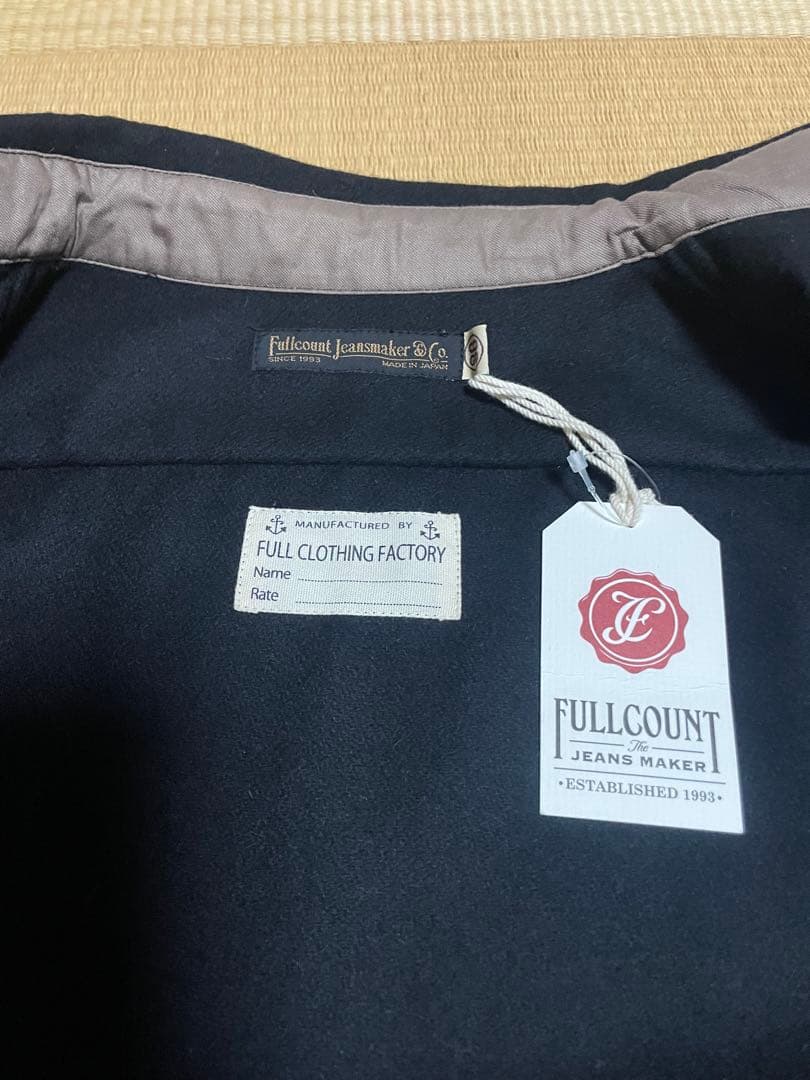 Fullcount Jeansmaker & Co.
SINCE 1993 MADE IN JAPAN
MANUFACTURED BY
FULL CLOTHING FACTORY
Name
Rate
FC
FULLCOUNT
The
JEANS MAKER
•ESTABLISHED 1993•